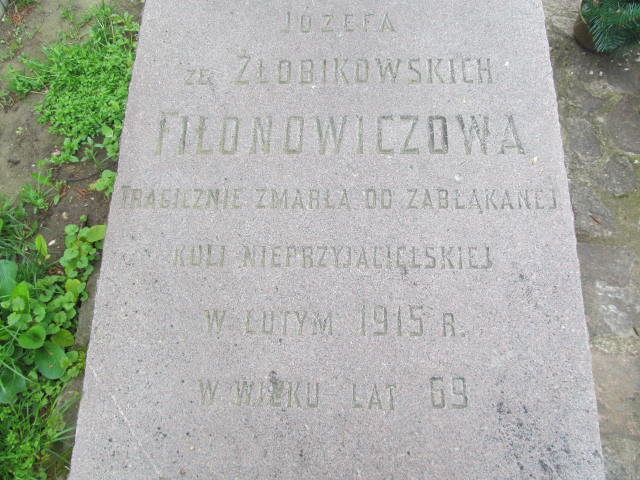 JÓZEFA
ZE ŻŁOBIKOWSKICH
FIŁONOWICZOWA
TRAGICZNIE ZMARŁA OD ZABŁĄKANEJ
KULI NIEPRZYJACIELSKIEJ
W LUTYM 1915 R.
W WIEKU LAT 69